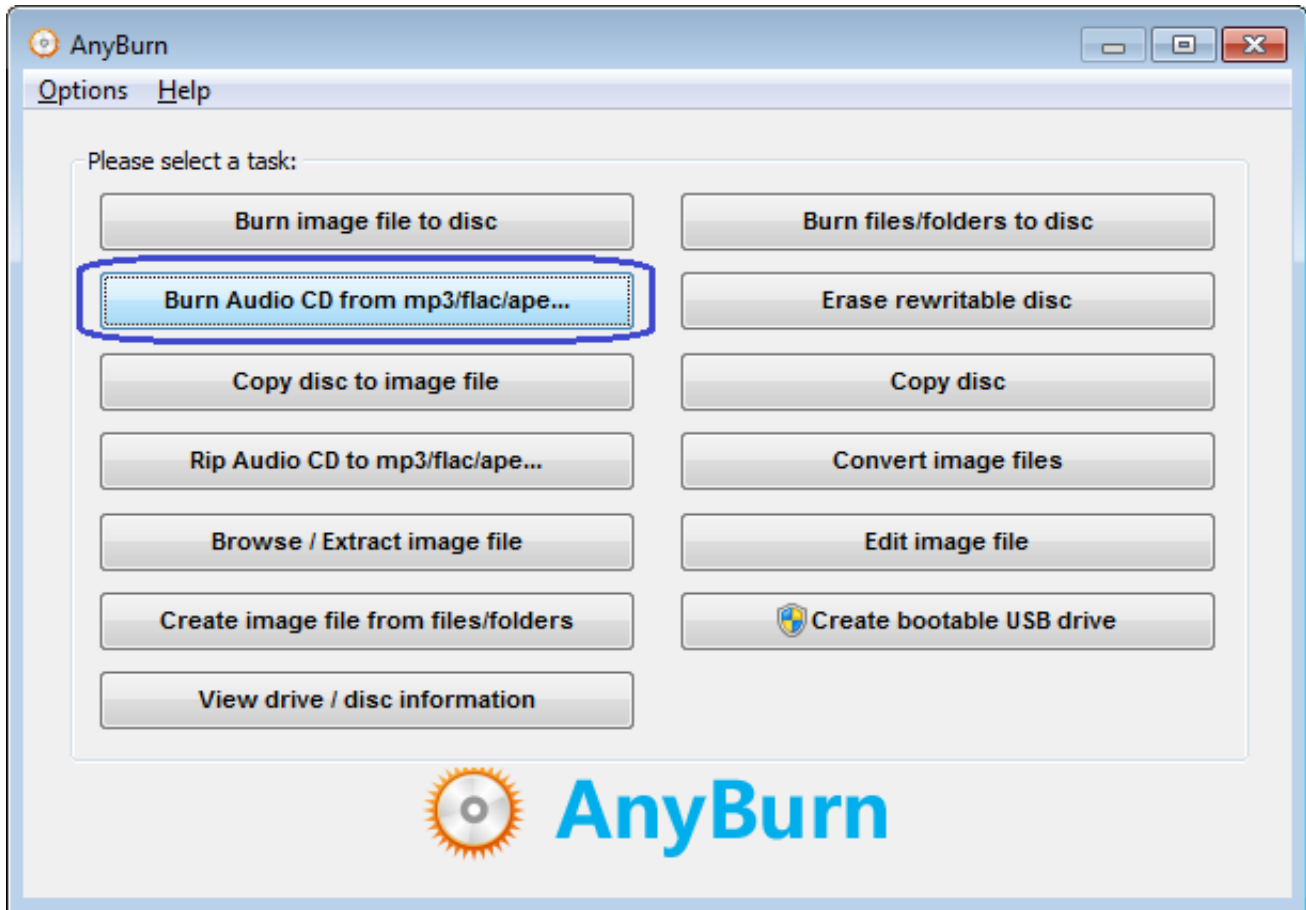 AnyBurn
Options Help
Please select a task:
Burn image file to disc
Burn files/folders to disc
Burn Audio CD from mp3/flac/ape...
Erase rewritable disc
Copy disc to image file
Copy disc
Rip Audio CD to mp3/flac/ape...
Convert image files
Browse / Extract image file
Edit image file
Create image file from files/folders
Create bootable USB drive
View drive / disc information
AnyBurn